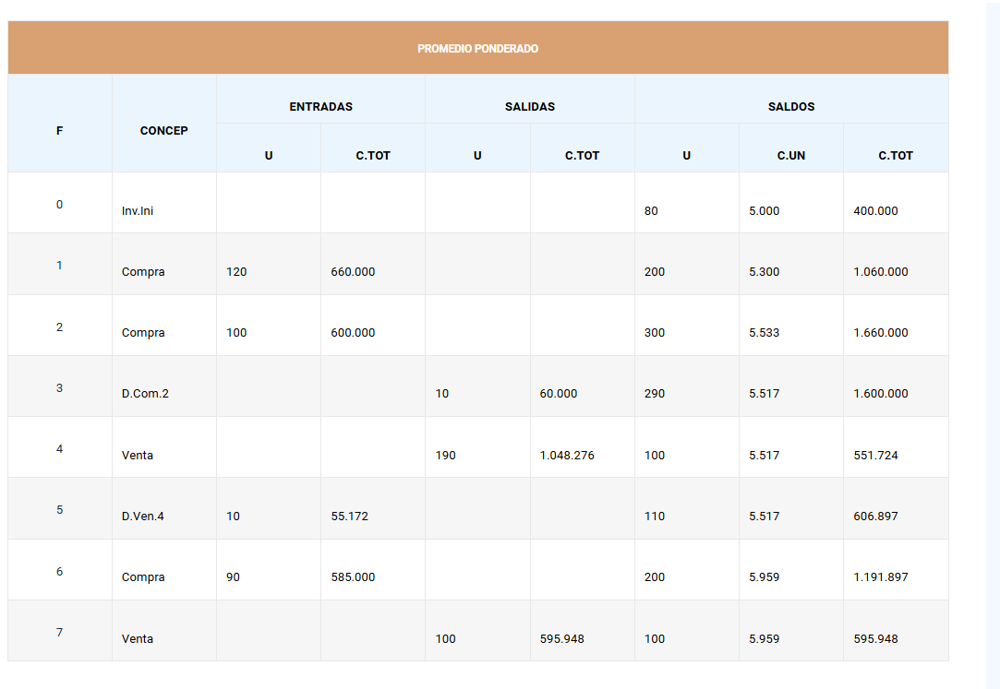 PROMEDIO PONDERADO
F CONCEP ENTRADAS SALIDAS SALDOS
U C.TOT U C.TOT U C.UN C.TOT
0 Inv.Ini 80 5.000 400.000
1 Compra 120 660.000 200 5.300 1.060.000
2 Compra 100 600.000 300 5.533 1.660.000
3 D.Com.2 10 60.000 290 5.517 1.600.000
4 Venta 190 1.048.276 100 5.517 551.724
5 D.Ven.4 10 55.172 110 5.517 606.897
6 Compra 90 585.000 200 5.959 1.191.897
7 Venta 100 595.948 100 5.959 595.948